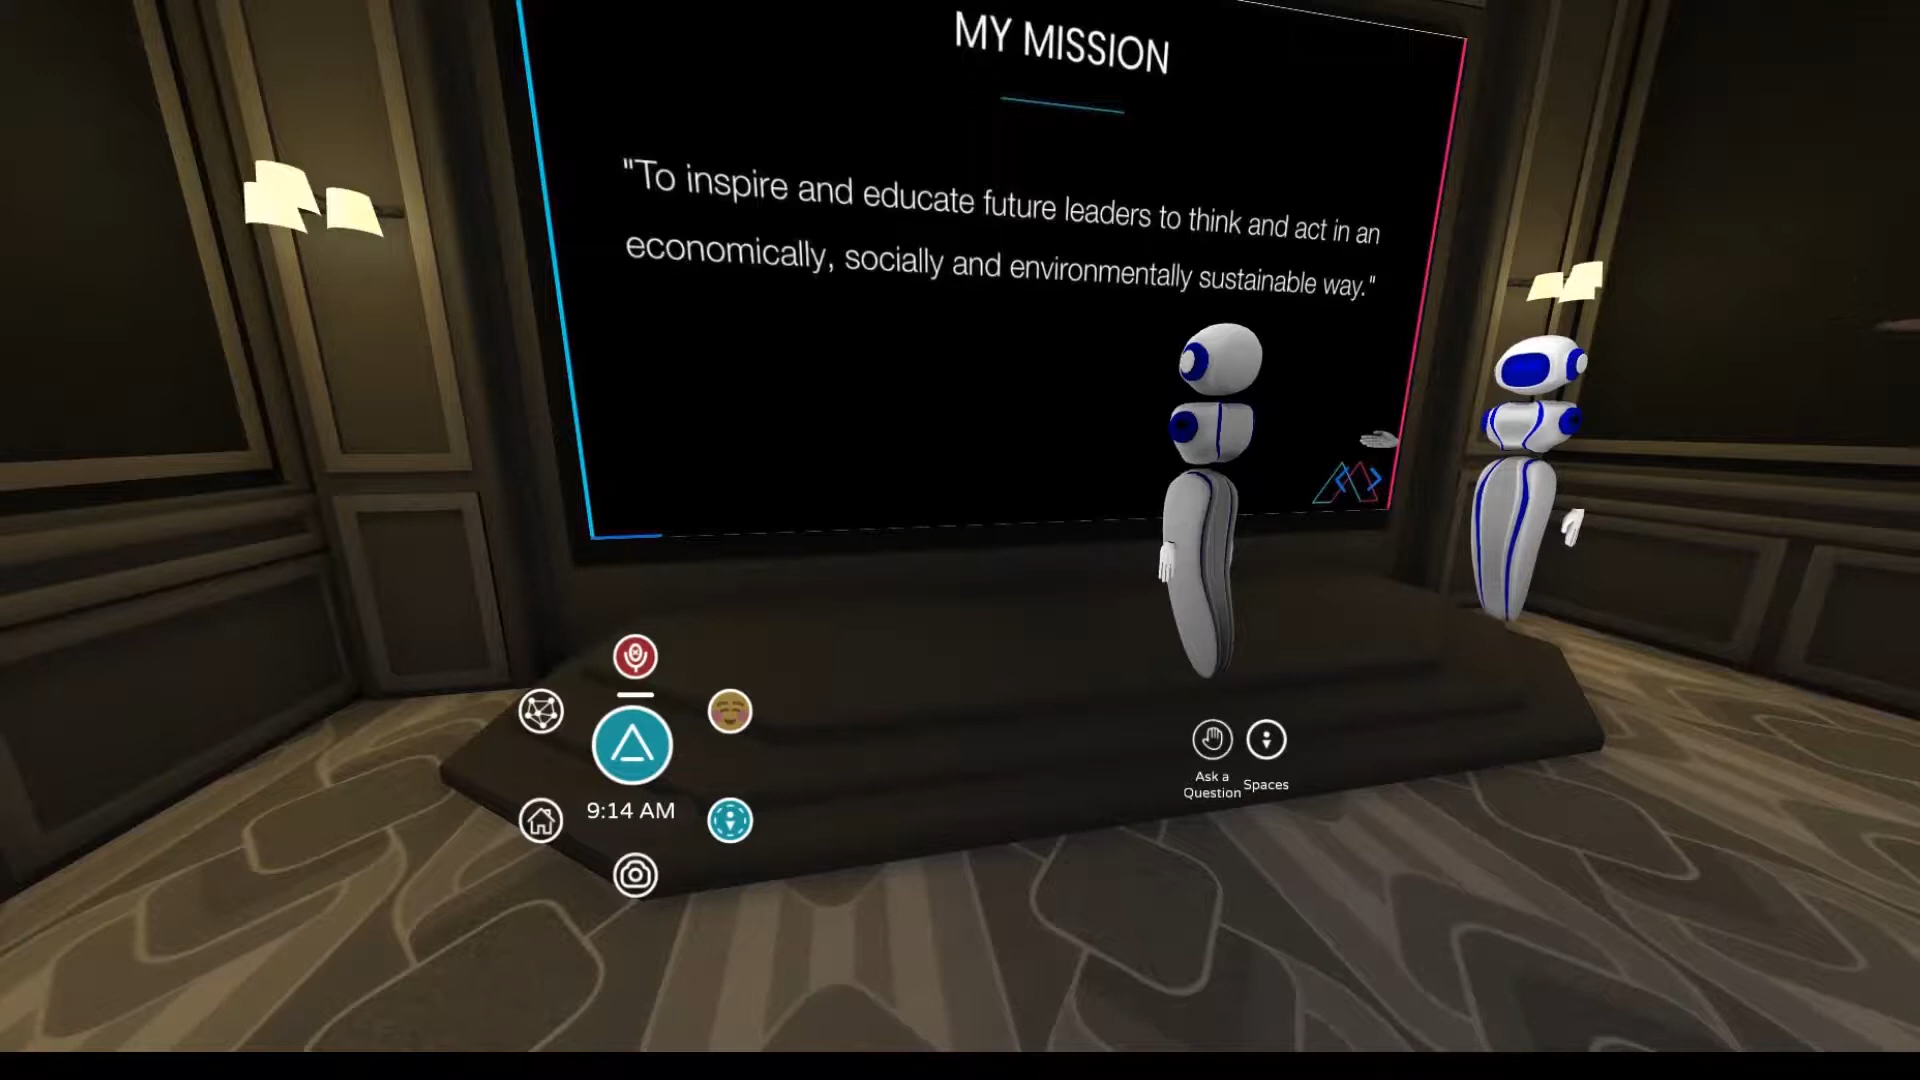 MY MISSION
"To inspire and educate future leaders to think and act in an
economically, socially and environmentally sustainable way."
9:14 AM
Ask a
Question
Spaces